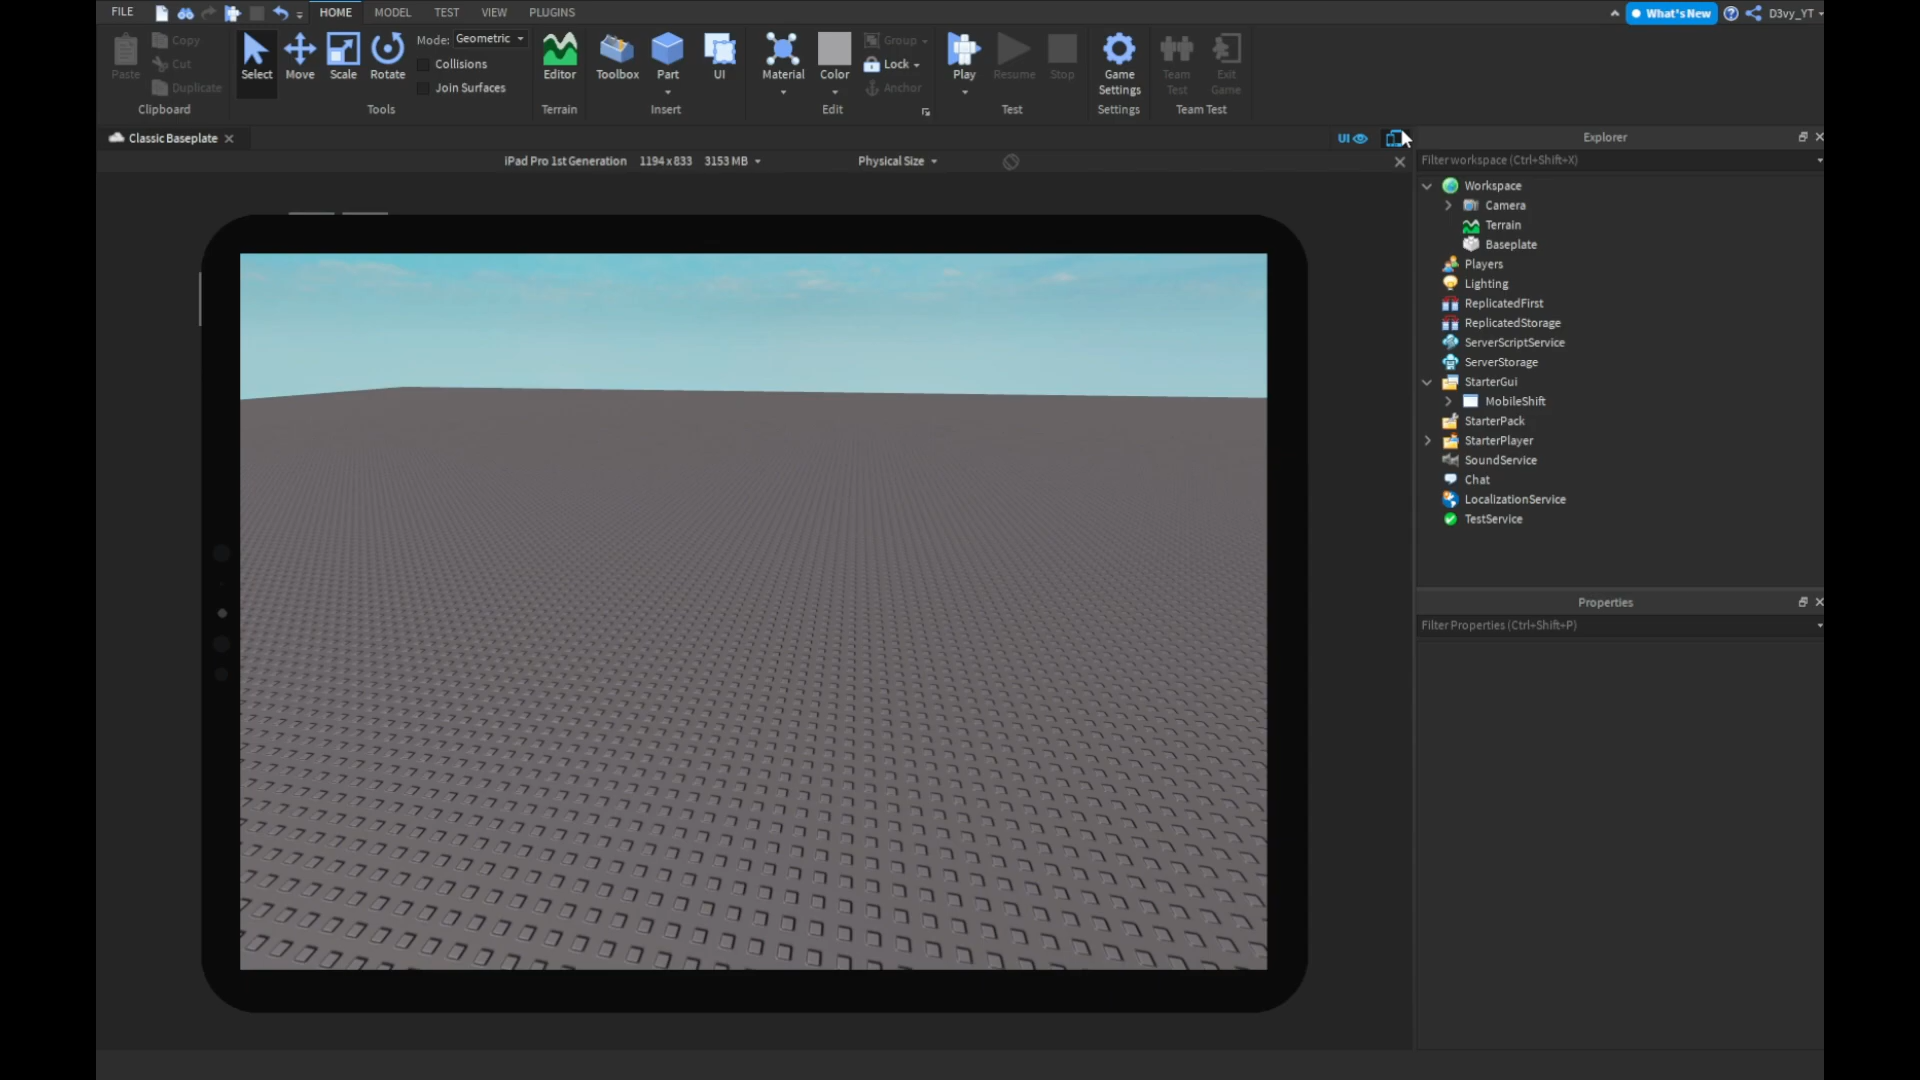 FILE HOME MODEL TEST VIEW PLUGINS What's New D3vy_YT
Paste Copy Cut Duplicate Clipboard
Select Move Scale Rotate Mode: Geometric Collisions Join Surfaces Tools
Editor Terrain
Toolbox Part UI Insert
Material Color Group Lock Anchor Edit
Play Resume Stop Test
Game Settings Settings
Team Test Exit Game Team Test
Classic Baseplate UI
iPad Pro 1st Generation 1194 x 833 3153 MB Physical Size
Explorer
Filter workspace (Ctrl+Shift+X)
Workspace
Camera
Terrain
Baseplate
Players
Lighting
ReplicatedFirst
ReplicatedStorage
ServerScriptService
ServerStorage
StarterGui
MobileShift
StarterPack
StarterPlayer
SoundService
Chat
LocalizationService
TestService
Properties
Filter Properties (Ctrl+Shift+P)